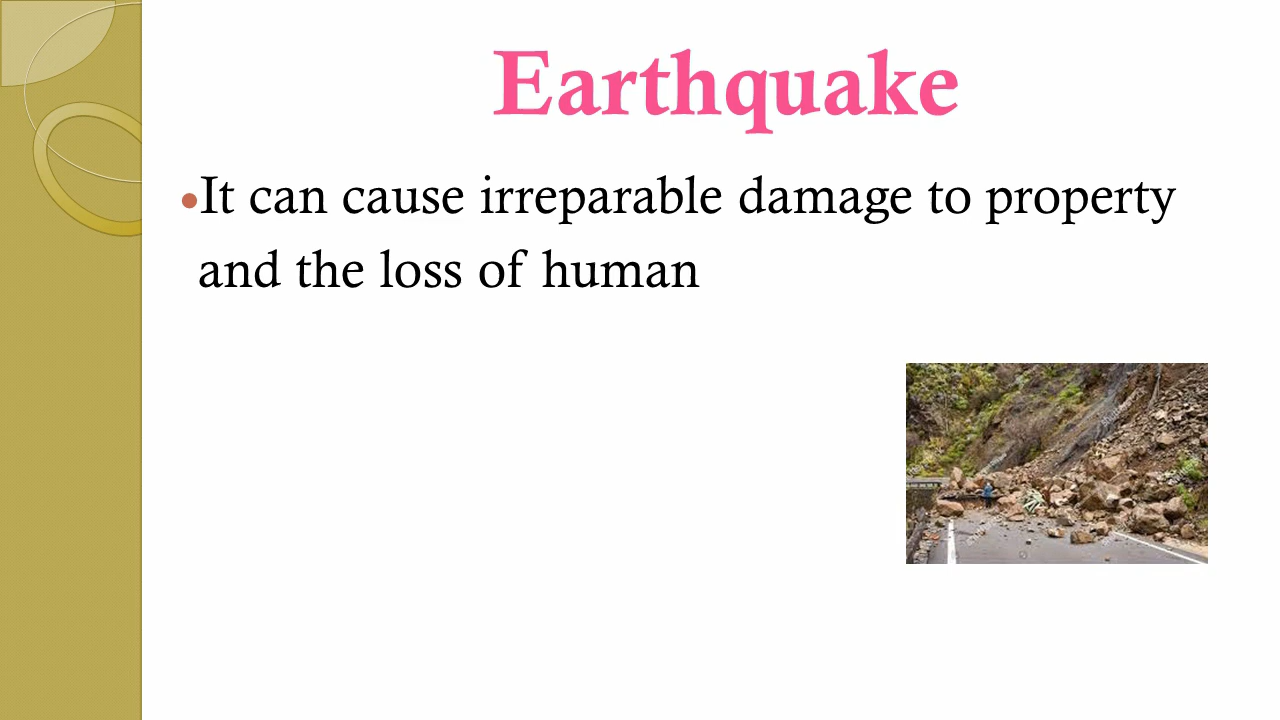 Earthquake
•It can cause irreparable damage to property
and the loss of human